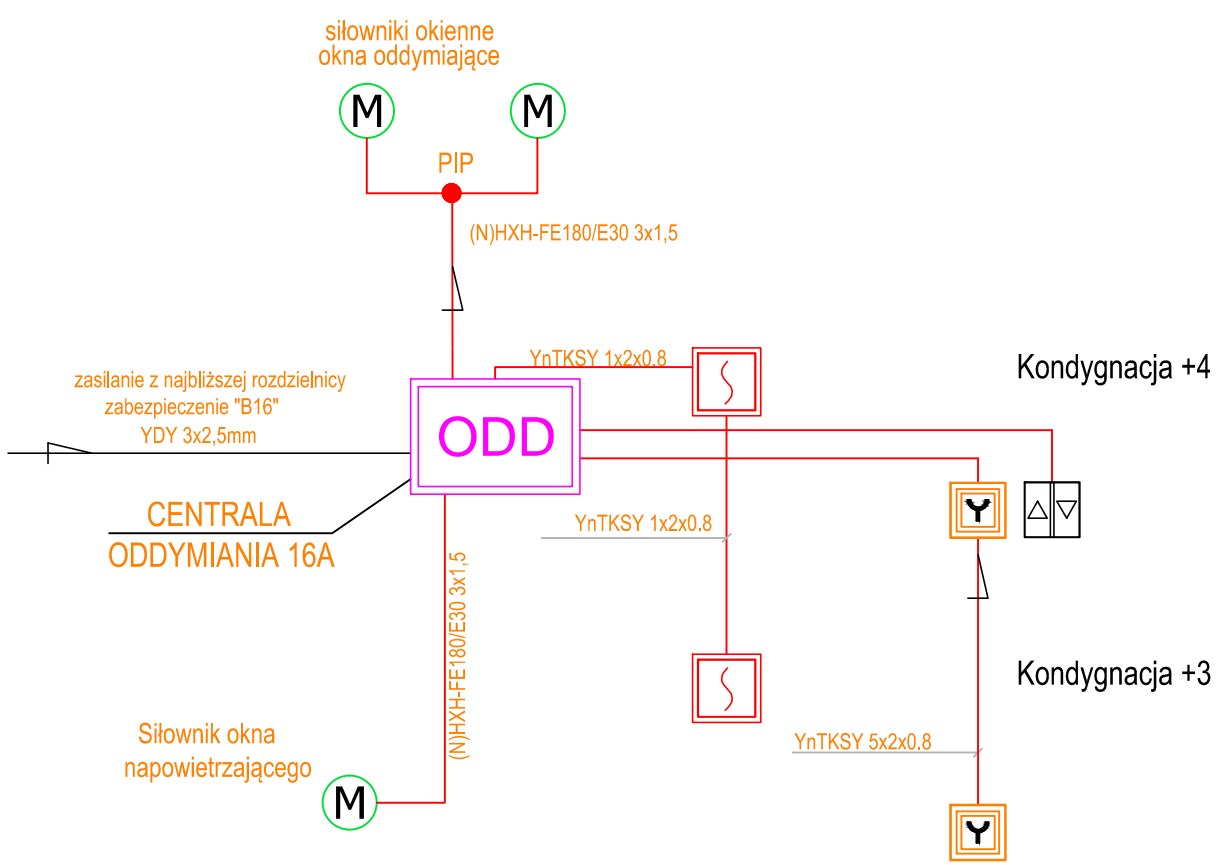 siłowniki okienne
okna oddymiające
M
M
PIP
(N)HXH-FE180/E30 3x1,5
YnTKSY 1x2x0.8
Kondygnacja +4
zasilanie z najbliższej rozdzielnicy
zabezpieczenie "B16"
YDY 3x2,5mm
ODD
CENTRALA
ODDYMIANIA 16A
YnTKSY 1x2x0.8
Y
(N)HXH-FE180/E30 3x1,5
Kondygnacja +3
Siłownik okna
napowietrzającego
M
YnTKSY 5x2x0.8
Y